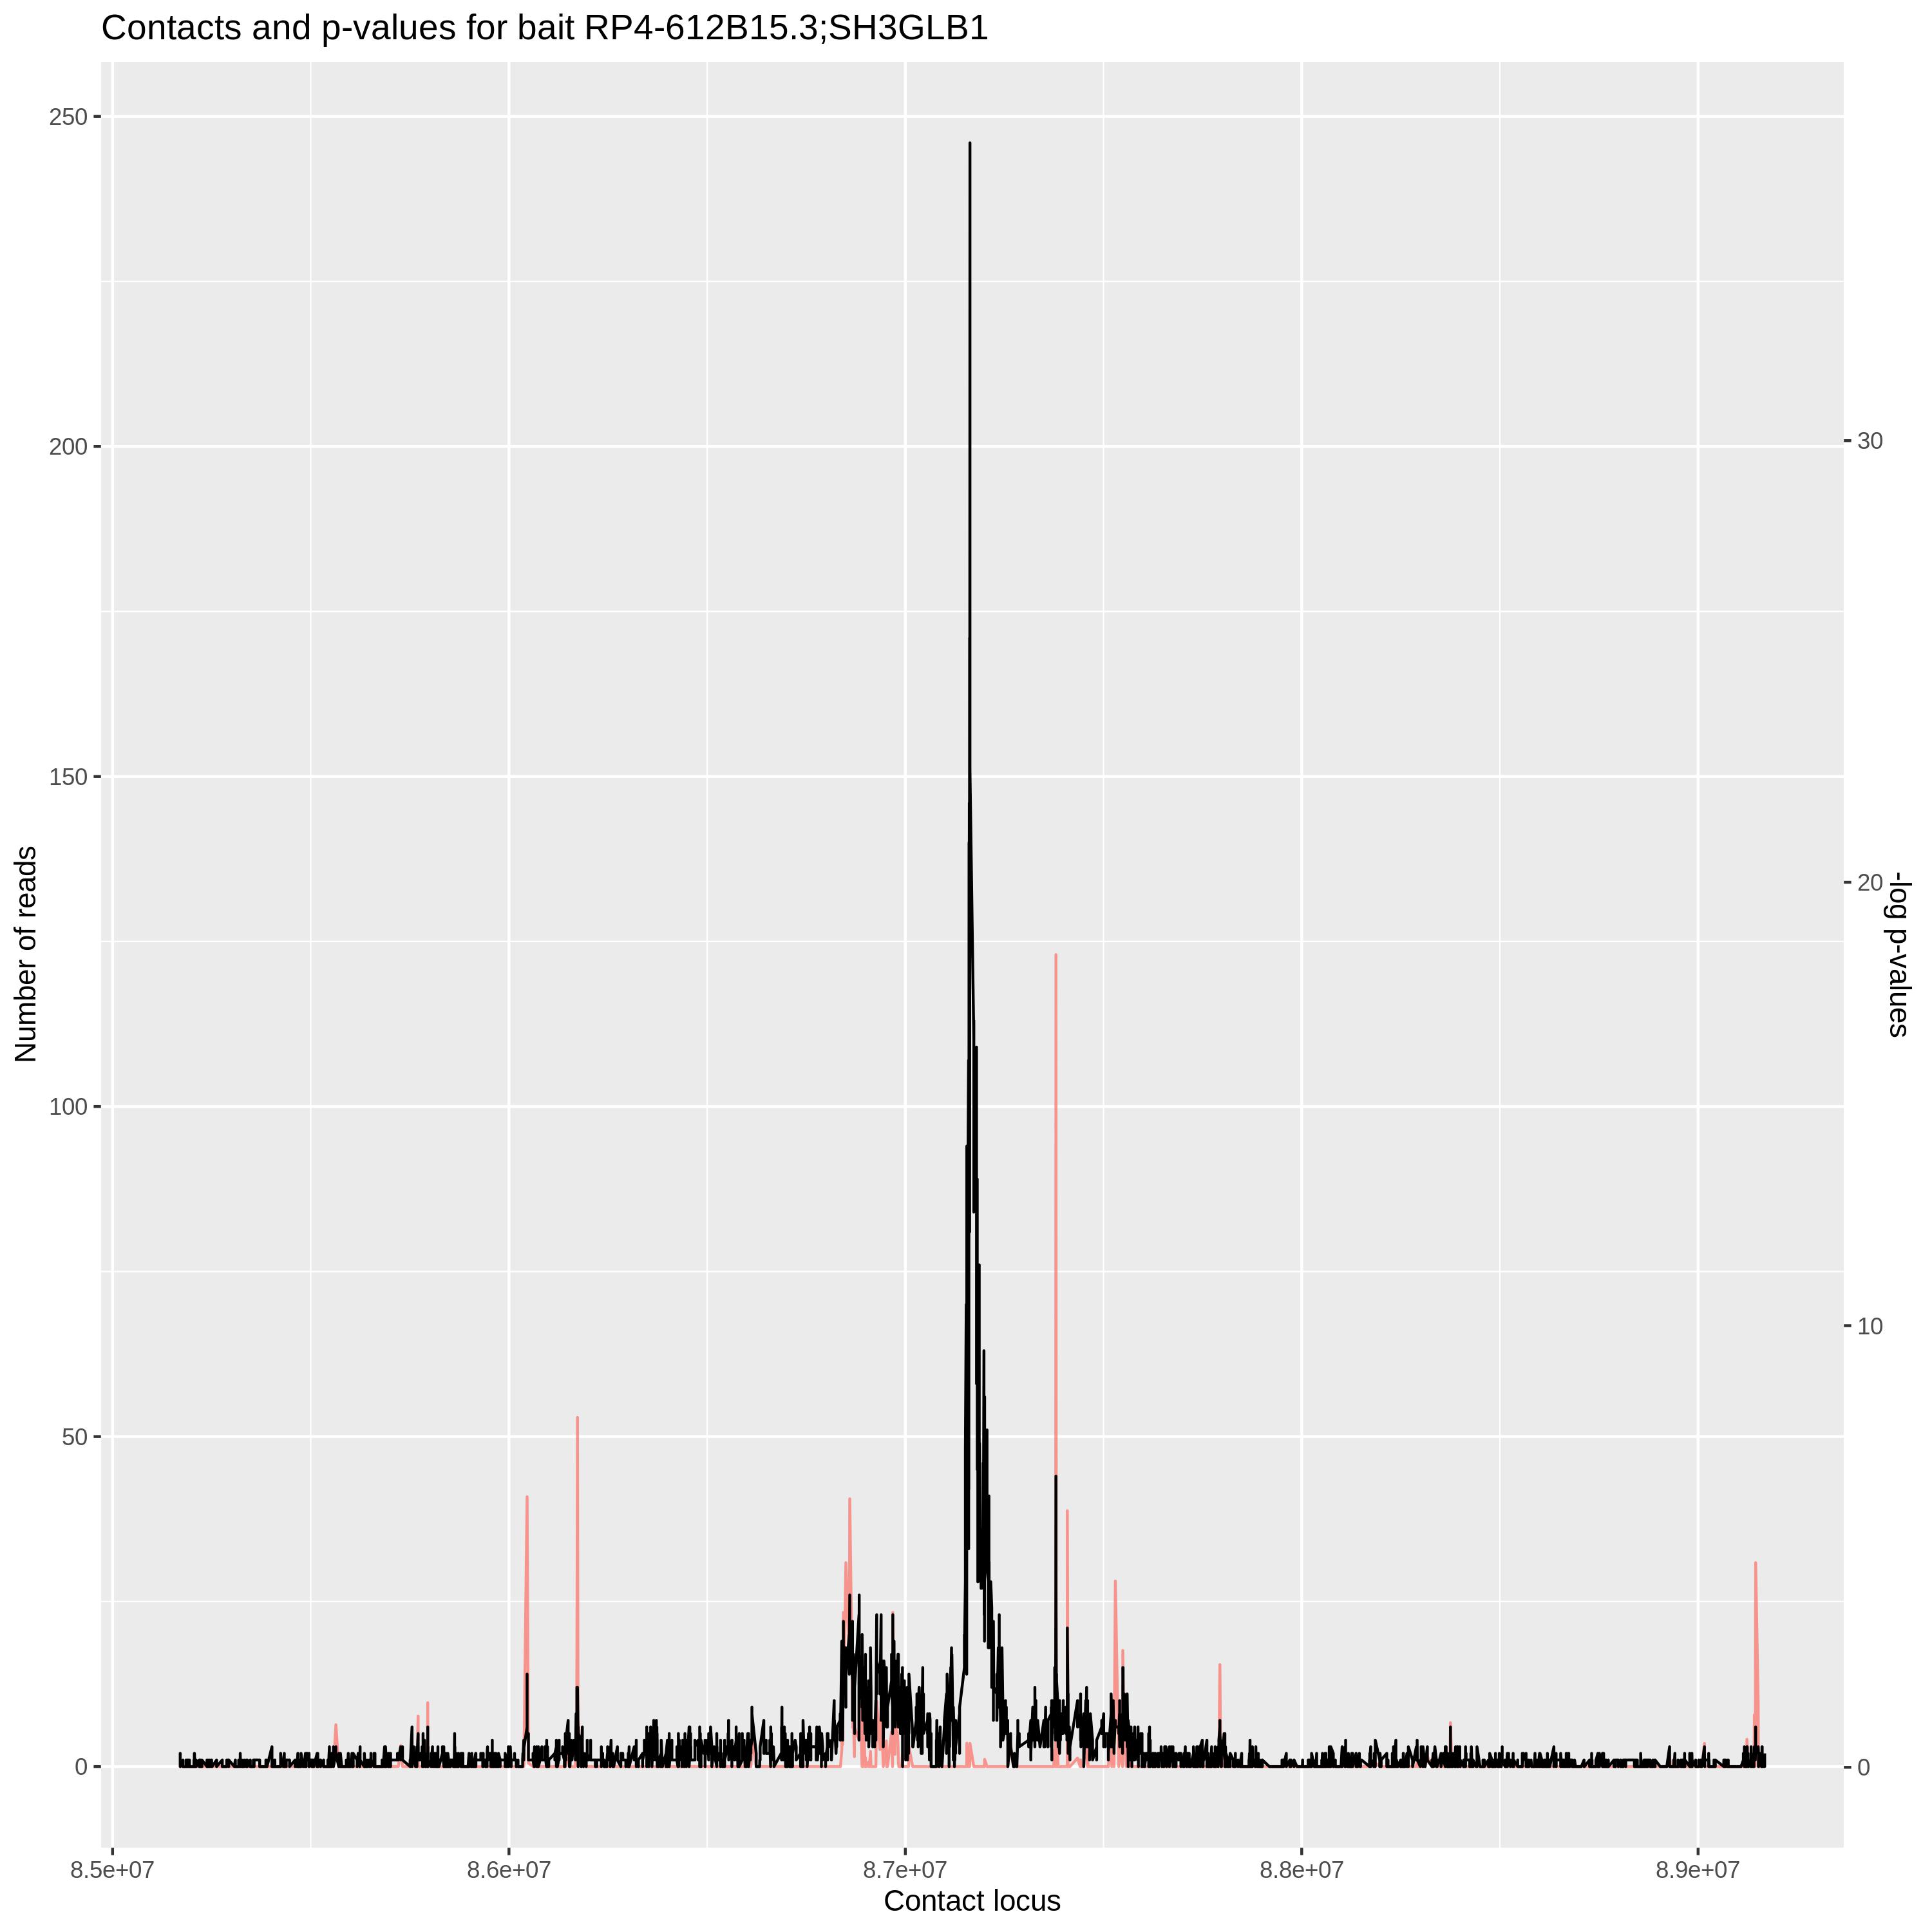 Contacts and p-values for bait RP4-612B15.3;SH3GLB1
250
200
150
100
50
0
Number of reads
30
20
10
0
-log p-values
8.5e+07
8.6e+07
8.7e+07
8.8e+07
8.9e+07
Contact locus